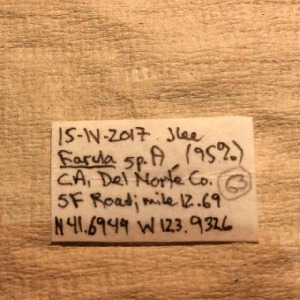 15-IV-2017 JLee
Farula sp. A (95%)
CA, Del Norte Co. 63
SF Road; mile 12.69
N 41.6949 W 123.9326